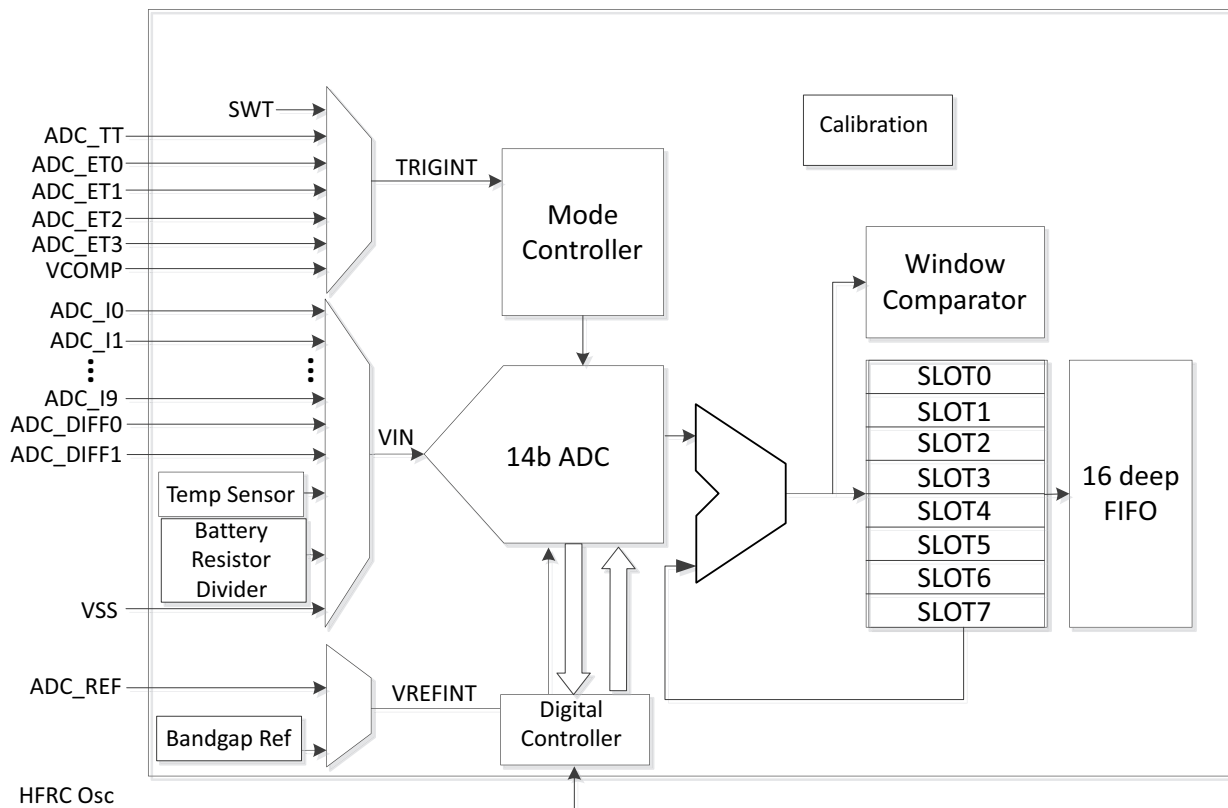 SWT
ADC_TT
ADC_ET0
ADC_ET1
ADC_ET2
ADC_ET3
VCOMP
TRIGINT
Mode
Controller
Calibration
Window
Comparator
ADC_I0
ADC_I1
ADC_I9
ADC_DIFF0
ADC_DIFF1
Temp Sensor
Battery
Resistor
Divider
VSS
VIN
14b ADC
SLOT0
SLOT1
SLOT2
SLOT3
SLOT4
SLOT5
SLOT6
SLOT7
16 deep
FIFO
ADC_REF
Bandgap Ref
VREFINT
Digital
Controller
HFRC Osc